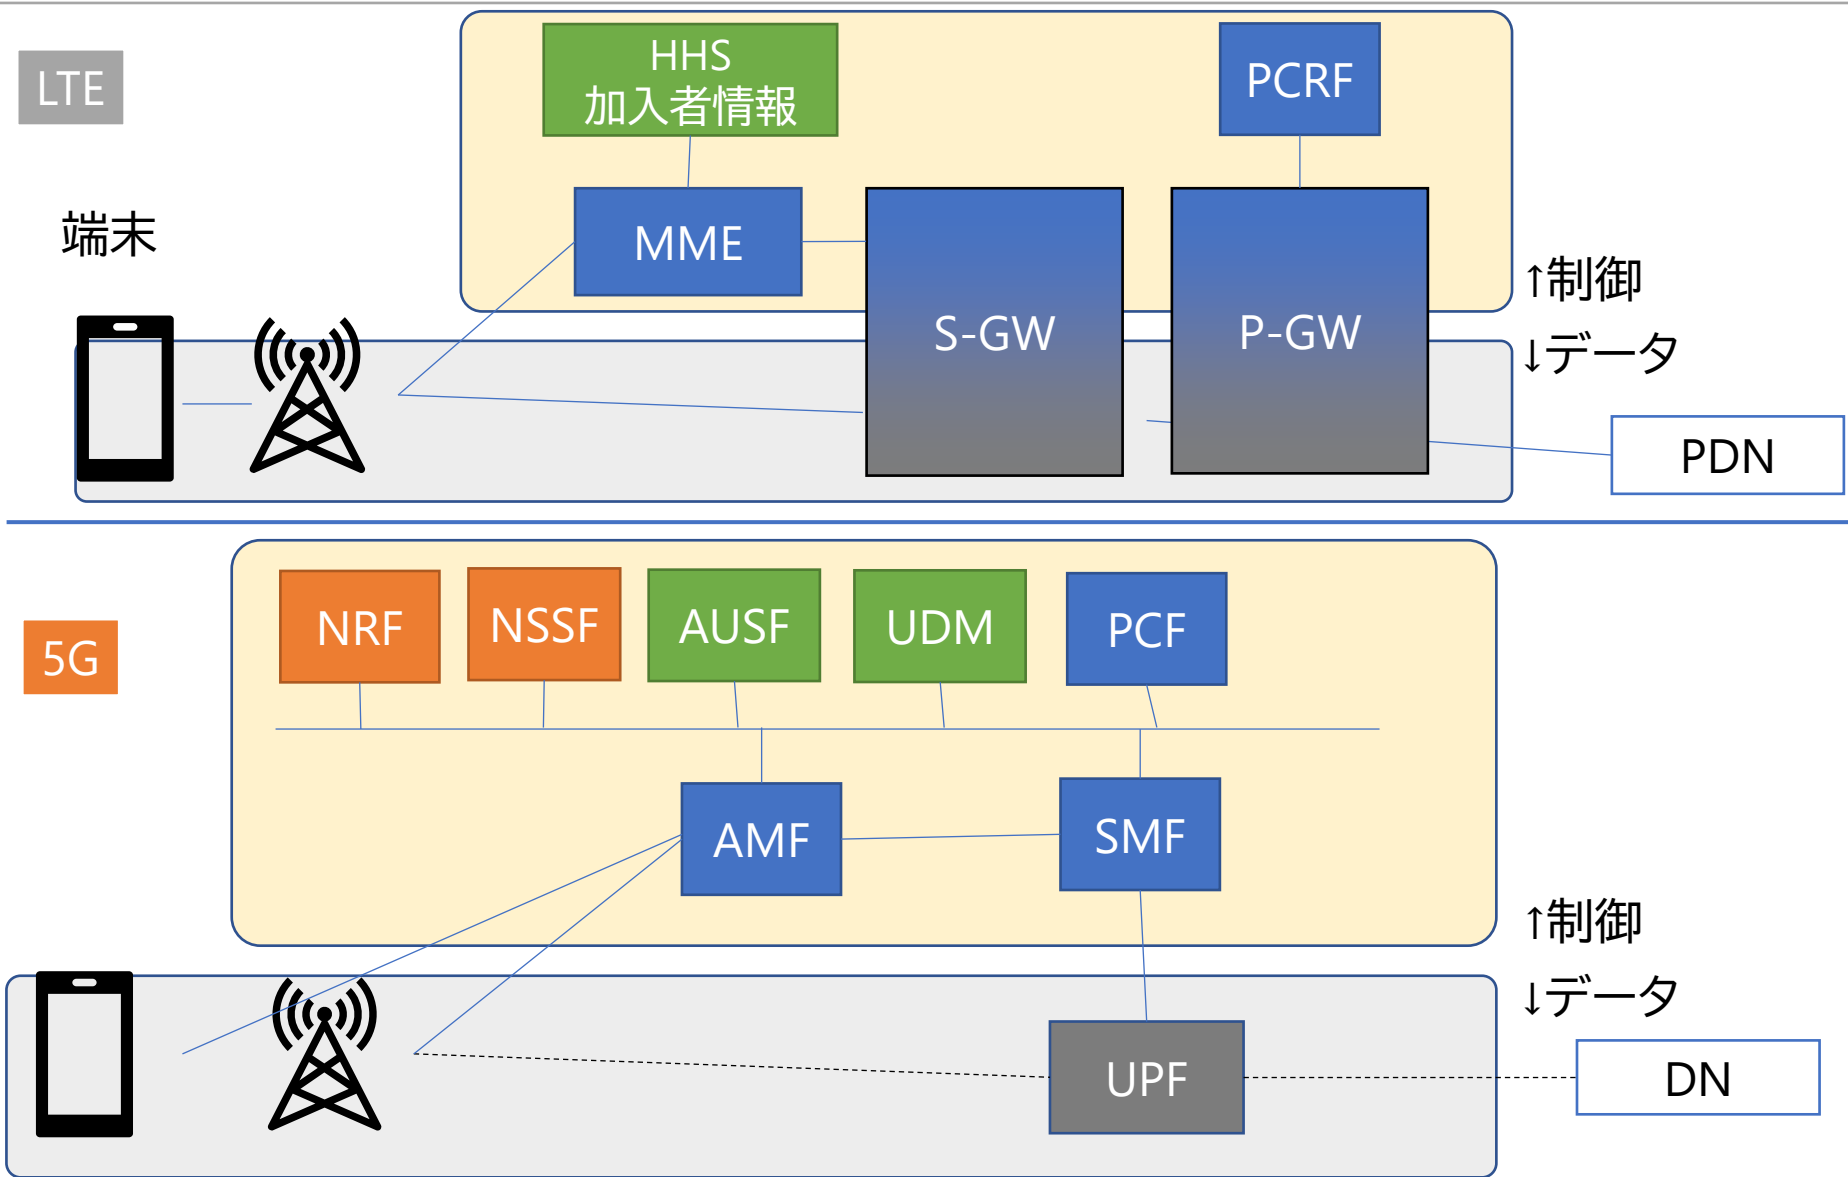 LTE
HHS
加入者情報
PCRF
端末
MME
S-GW
P-GW
↑制御
↓データ
PDN
5G
NRF
NSSF
AUSF
UDM
PCF
AMF
SMF
↑制御
↓データ
UPF
DN